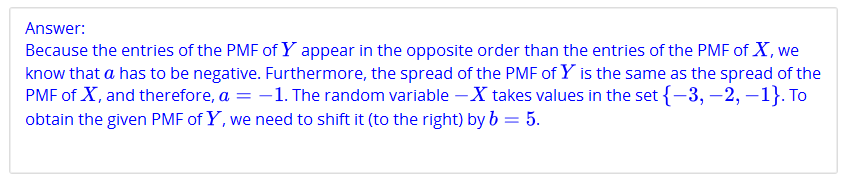 Answer:
Because the entries of the PMF of Y appear in the opposite order than the entries of the PMF of X, we
know that a has to be negative. Furthermore, the spread of the PMF of Y is the same as the spread of the
PMF of X, and therefore, a = −1. The random variable −X takes values in the set {−3, −2, −1}. To
obtain the given PMF of Y, we need to shift it (to the right) by b = 5.